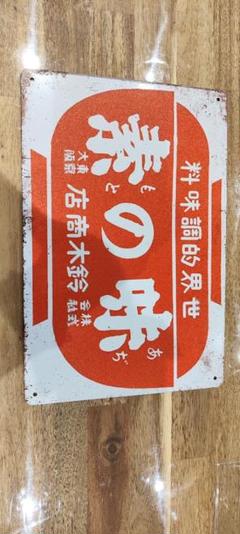 世界的調味料
味の素
あぢ もと
株式会社 鈴木商店 東京 大阪